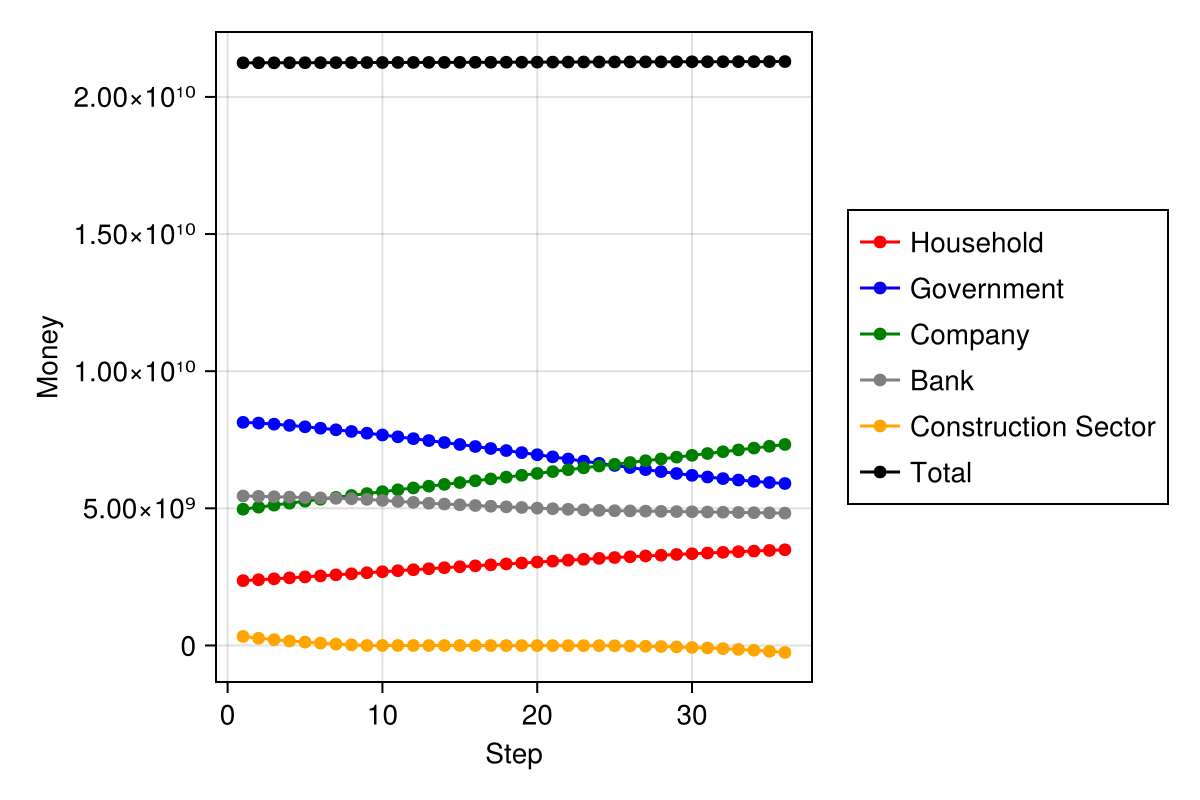 2.00×10¹⁰
1.50×10¹⁰
1.00×10¹⁰
5.00×10⁹
0
Money
0 10 20 30
Step
Household
Government
Company
Bank
Construction Sector
Total